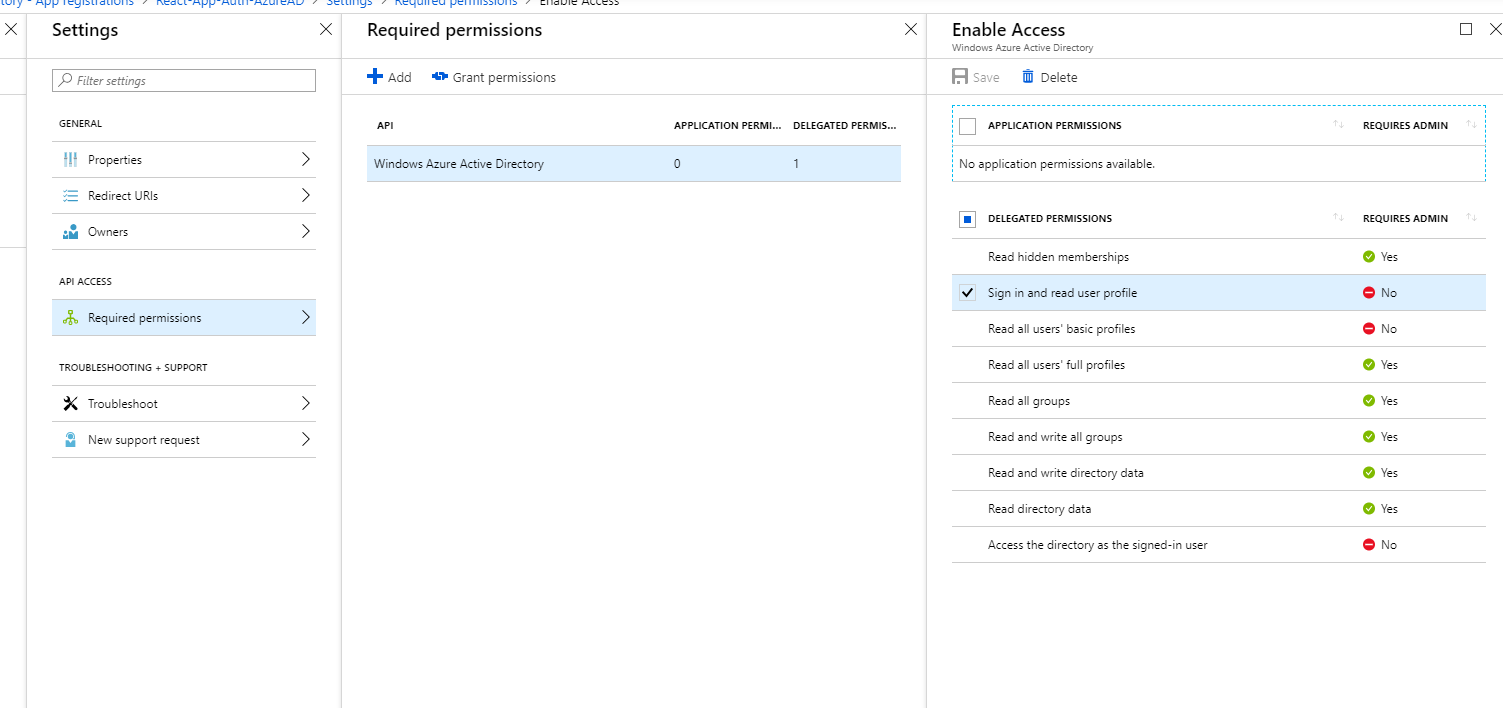 tory - App registrations > React-App-Auth-AzureAD > Settings > Required permissions > Enable Access
Settings
Filter settings
GENERAL
Properties
Redirect URIs
Owners
API ACCESS
Required permissions
TROUBLESHOOTING + SUPPORT
Troubleshoot
New support request
Required permissions
Add Grant permissions
API APPLICATION PERMI... DELEGATED PERMIS...
Windows Azure Active Directory 0 1
Enable Access
Windows Azure Active Directory
Save Delete
APPLICATION PERMISSIONS REQUIRES ADMIN
No application permissions available.
DELEGATED PERMISSIONS REQUIRES ADMIN
Read hidden memberships Yes
Sign in and read user profile No
Read all users' basic profiles No
Read all users' full profiles Yes
Read all groups Yes
Read and write all groups Yes
Read and write directory data Yes
Read directory data Yes
Access the directory as the signed-in user No